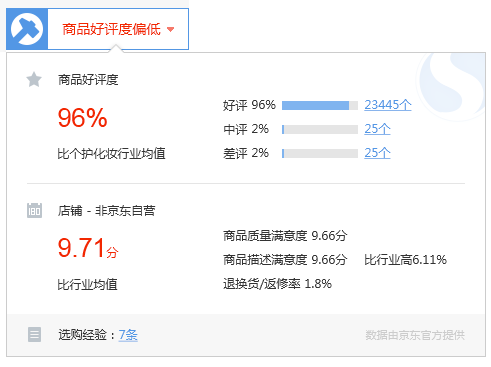 商品好评度偏低
商品好评度
96%
比个护化妆行业均值
好评 96% 23445个
中评 2% 25个
差评 2% 25个
180
店铺 - 非京东自营
9.71分
比行业均值
商品质量满意度 9.66分
商品描述满意度 9.66分 比行业高6.11%
退换货/返修率 1.8%
选购经验：7条
数据由京东官方提供